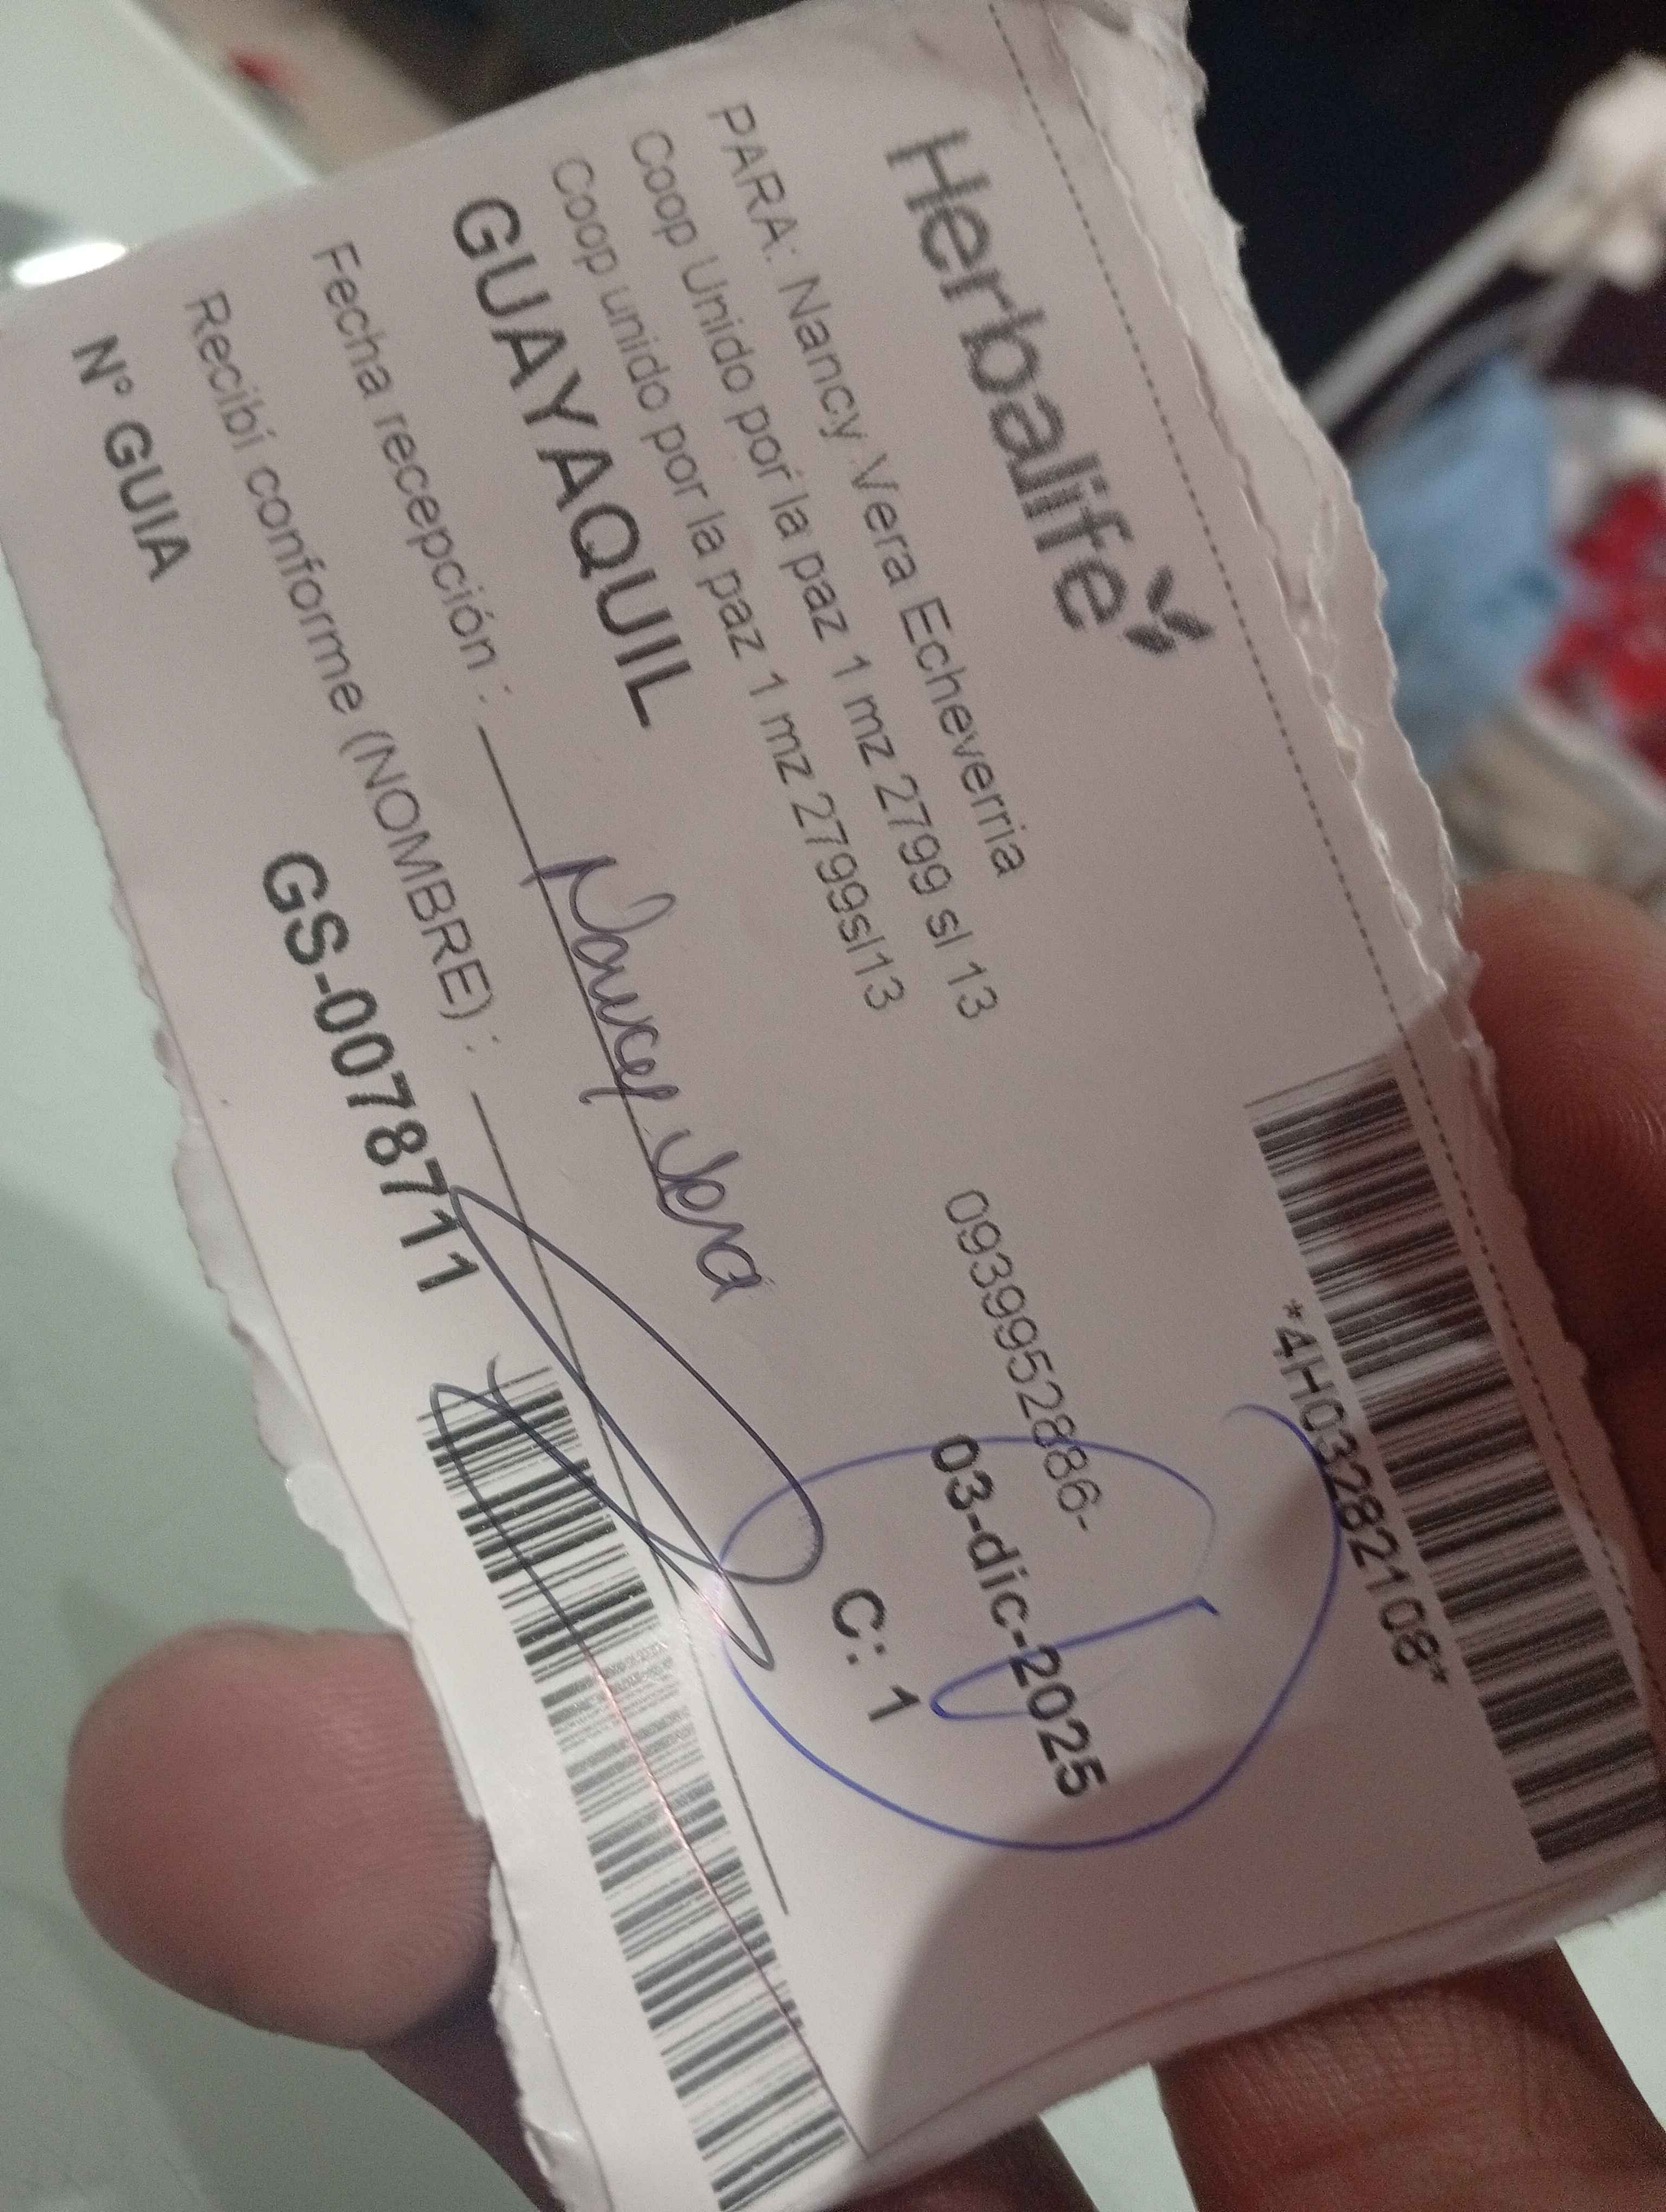 *4H03282108*
Herbalife
PARA: Nancy Vera Echeverria
Coop Unido por la paz 1 mz 2799 sl 13
Coop unido por la paz 1 mz 2799sl13
0939952886-
GUAYAQUIL
03-dic-2025
C: 1
Fecha recepción : Nancy Vera
Recibí conforme (NOMBRE) :
N° GUIA GS-0078711